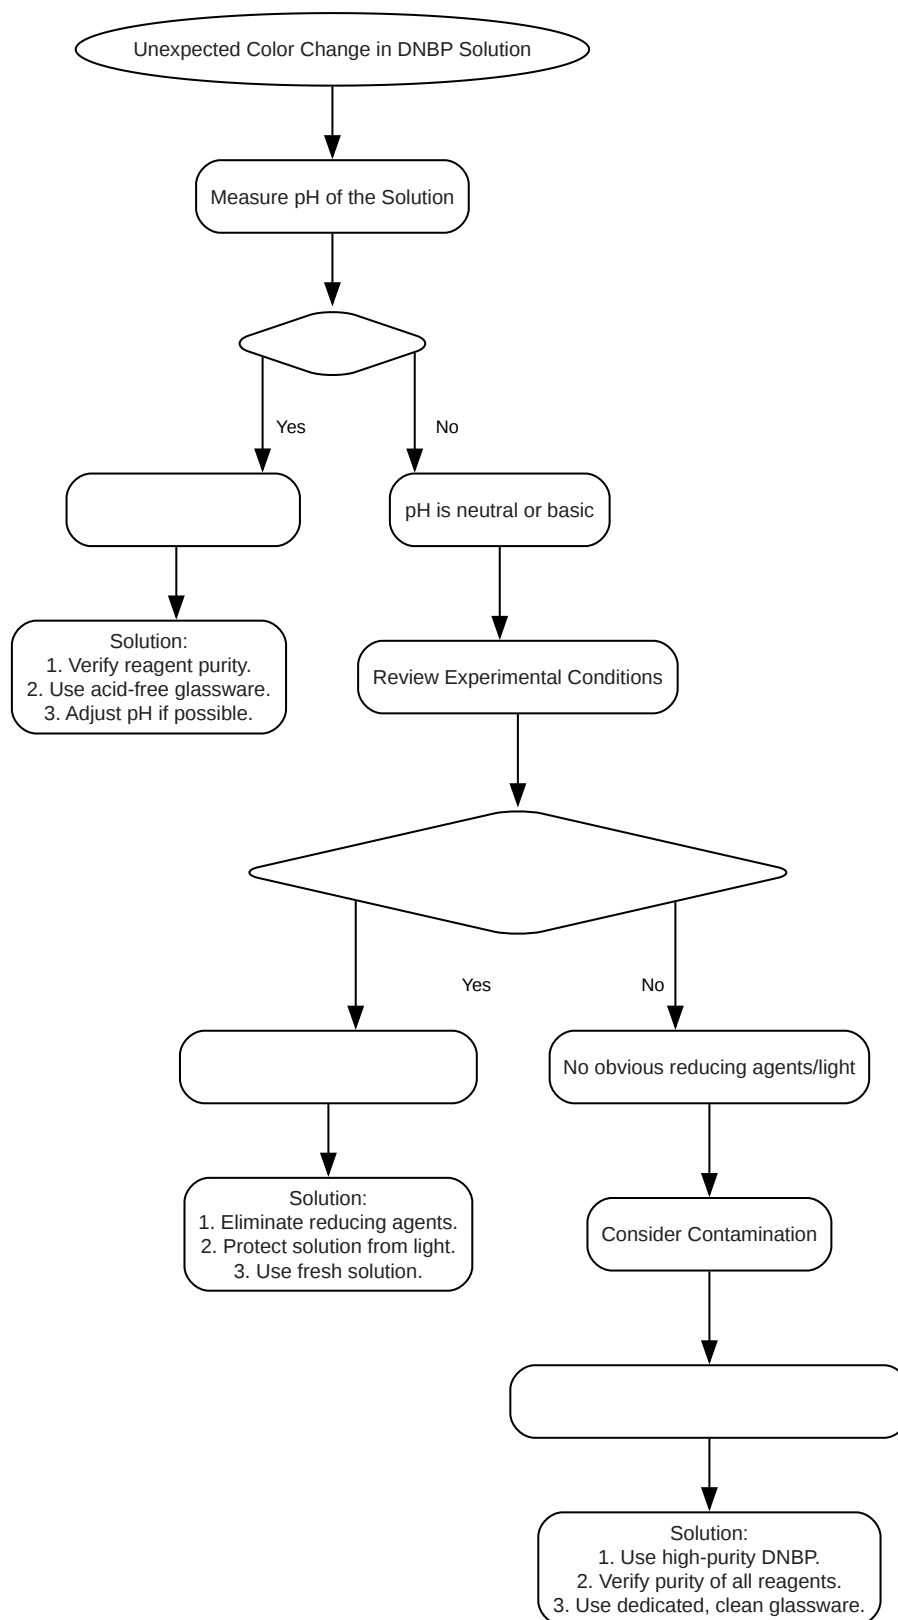 Unexpected Color Change in DNBP Solution
Measure pH of the Solution
Yes
No
pH is neutral or basic
Solution:
1. Verify reagent purity.
2. Use acid-free glassware.
3. Adjust pH if possible.
Review Experimental Conditions
Yes
No
No obvious reducing agents/light
Solution:
1. Eliminate reducing agents.
2. Protect solution from light.
3. Use fresh solution.
Consider Contamination
Solution:
1. Use high-purity DNBP.
2. Verify purity of all reagents.
3. Use dedicated, clean glassware.